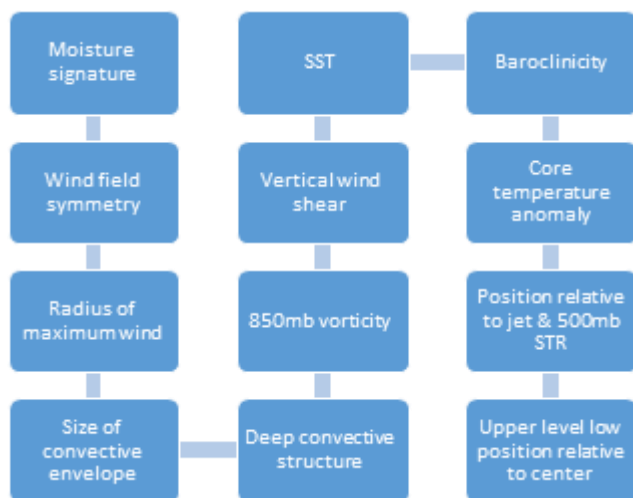 Moisture
signature
Wind field
symmetry
Radius of
maximum wind
Size of
convective
envelope
Deep convective
structure
850mb vorticity
Vertical wind
shear
SST
Baroclinicity
Core
temperature
anomaly
Position relative
to jet & 500mb
STR
Upper level low
position relative
to center